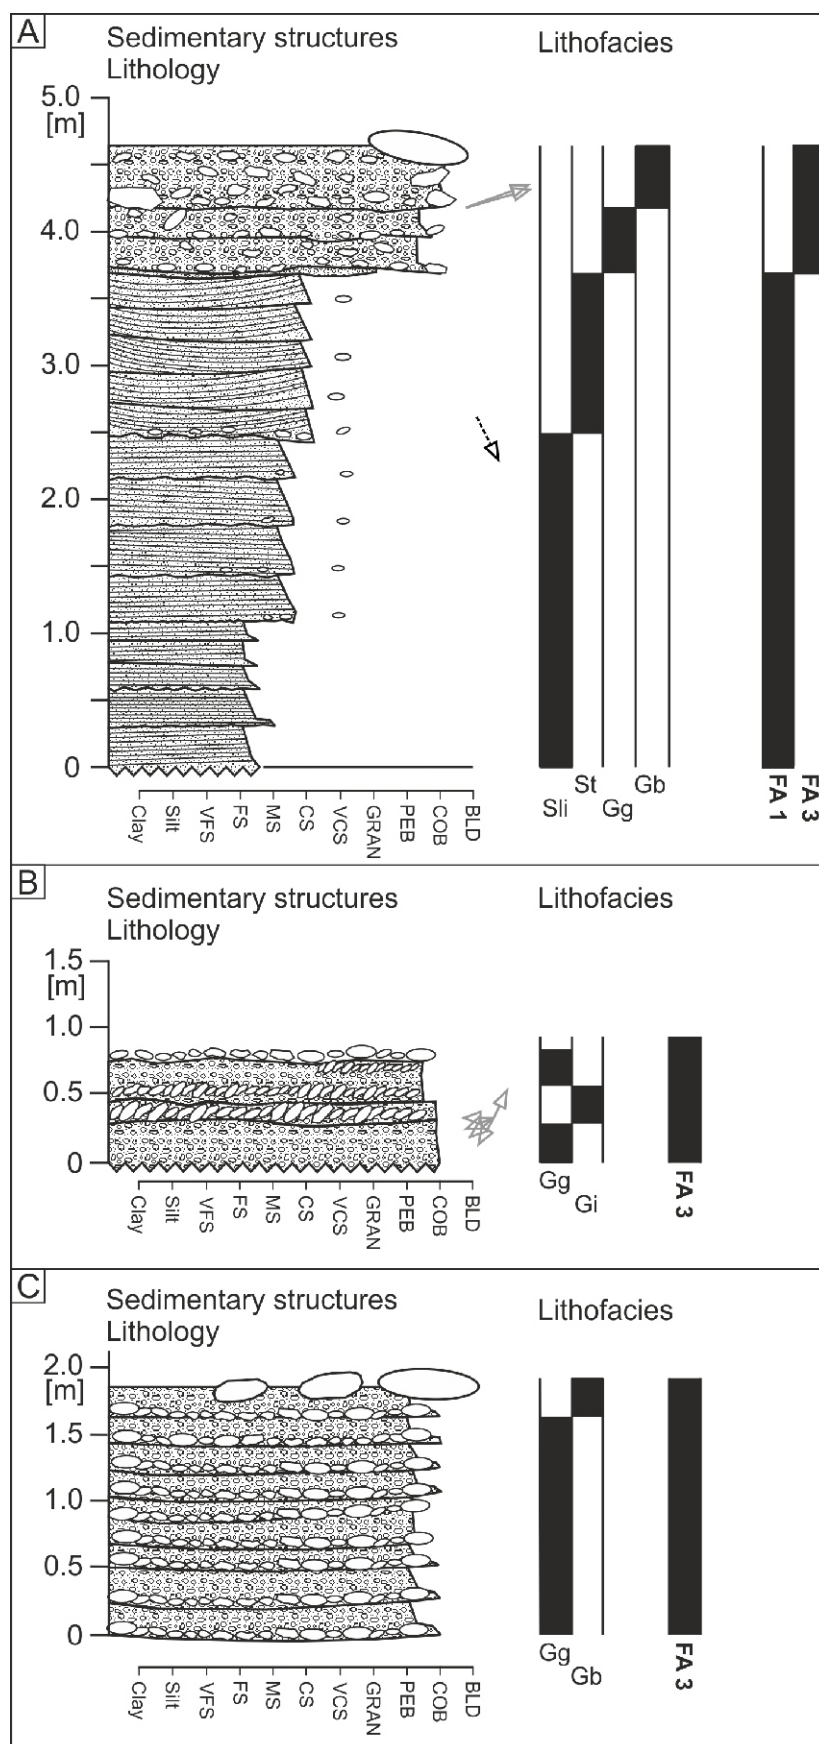 A
Sedimentary structures
Lithology
Lithofacies
5.0
[m]
4.0
3.0
2.0
1.0
0
Clay
Silt
VFS
FS
MS
CS
VCS
GRAN
PEB
COB
BLD
Sli
St
Gg
Gb
FA 1
FA 3
B
Sedimentary structures
Lithology
Lithofacies
1.5
[m]
1.0
0.5
0
Clay
Silt
VFS
FS
MS
CS
VCS
GRAN
PEB
COB
BLD
Gg
Gi
FA 3
C
Sedimentary structures
Lithology
Lithofacies
2.0
[m]
1.5
1.0
0.5
0
Clay
Silt
VFS
FS
MS
CS
VCS
GRAN
PEB
COB
BLD
Gg
Gb
FA 3